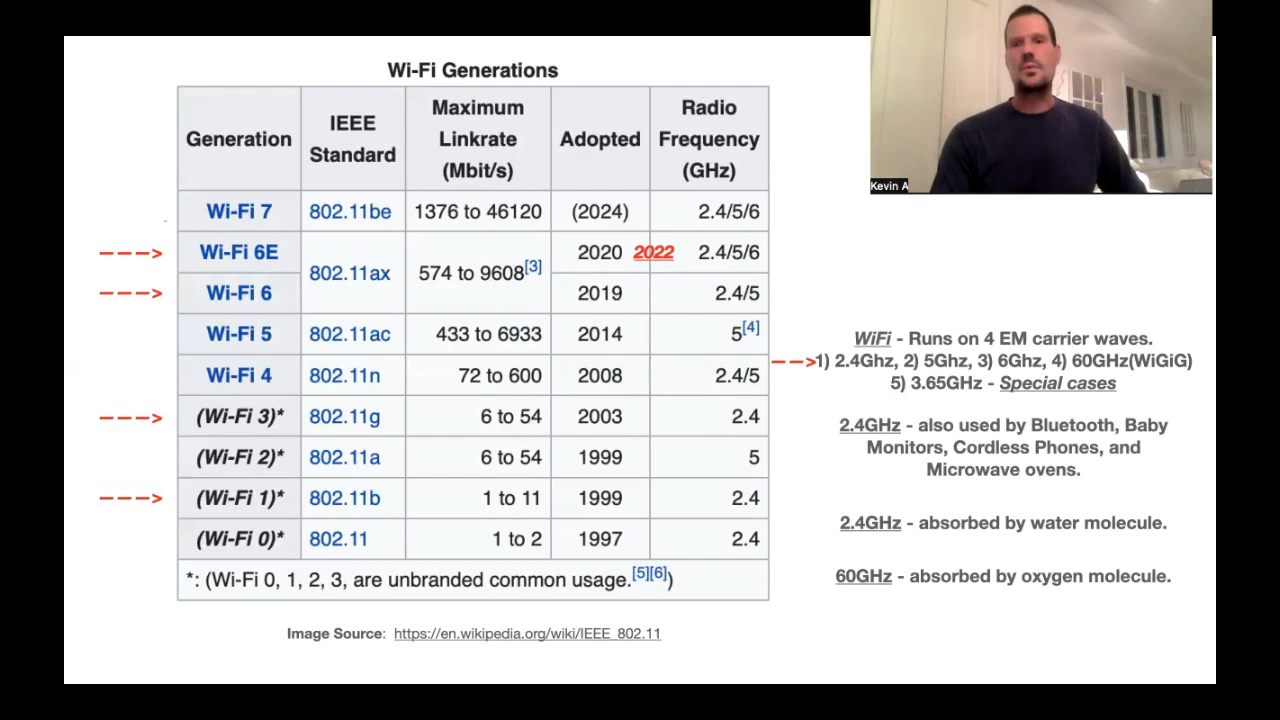 Wi-Fi Generations
Generation IEEE Standard Maximum Linkrate (Mbit/s) Adopted Radio Frequency (GHz)
Wi-Fi 7 802.11be 1376 to 46120 (2024) 2.4/5/6
Wi-Fi 6E 802.11ax 574 to 9608[3] 2020 2022 2.4/5/6
Wi-Fi 6 2019 2.4/5
Wi-Fi 5 802.11ac 433 to 6933 2014 5[4]
Wi-Fi 4 802.11n 72 to 600 2008 2.4/5
(Wi-Fi 3)* 802.11g 6 to 54 2003 2.4
(Wi-Fi 2)* 802.11a 6 to 54 1999 5
(Wi-Fi 1)* 802.11b 1 to 11 1999 2.4
(Wi-Fi 0)* 802.11 1 to 2 1997 2.4
*: (Wi-Fi 0, 1, 2, 3, are unbranded common usage.[5][6])
Image Source: https://en.wikipedia.org/wiki/IEEE_802.11
Kevin A
WiFi - Runs on 4 EM carrier waves.
1) 2.4Ghz, 2) 5Ghz, 3) 6Ghz, 4) 60GHz(WiGiG)
5) 3.65GHz - Special cases
2.4GHz - also used by Bluetooth, Baby
Monitors, Cordless Phones, and
Microwave ovens.
2.4GHz - absorbed by water molecule.
60GHz - absorbed by oxygen molecule.